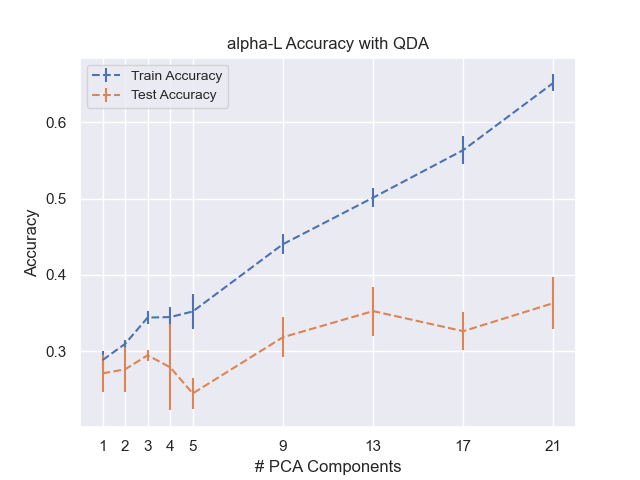 alpha-L Accuracy with QDA
Train Accuracy
Test Accuracy
0.6
0.5
0.4
0.3
Accuracy
1 2 3 4 5 9 13 17 21
# PCA Components